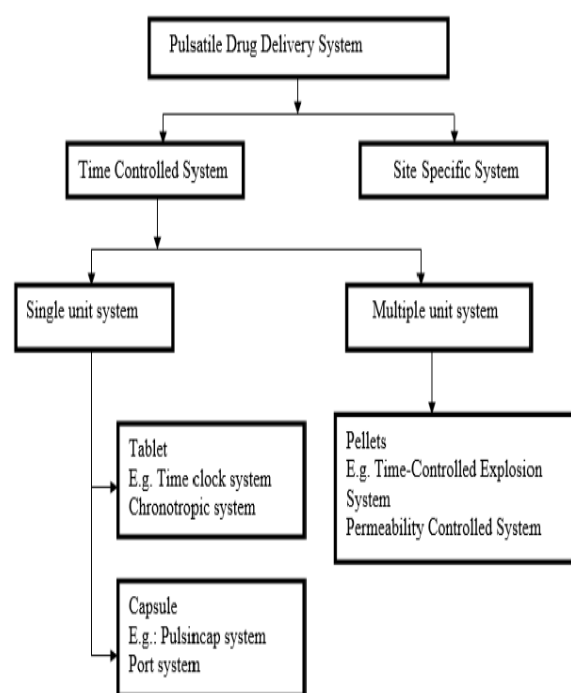 Pulsatile Drug Delivery System
Time Controlled System
Site Specific System
Single unit system
Multiple unit system
Tablet
E.g. Time clock system
Chronotropic system
Pellets
E.g. Time-Controlled Explosion
System
Permeability Controlled System
Capsule
E.g.: Pulsincap system
Port system